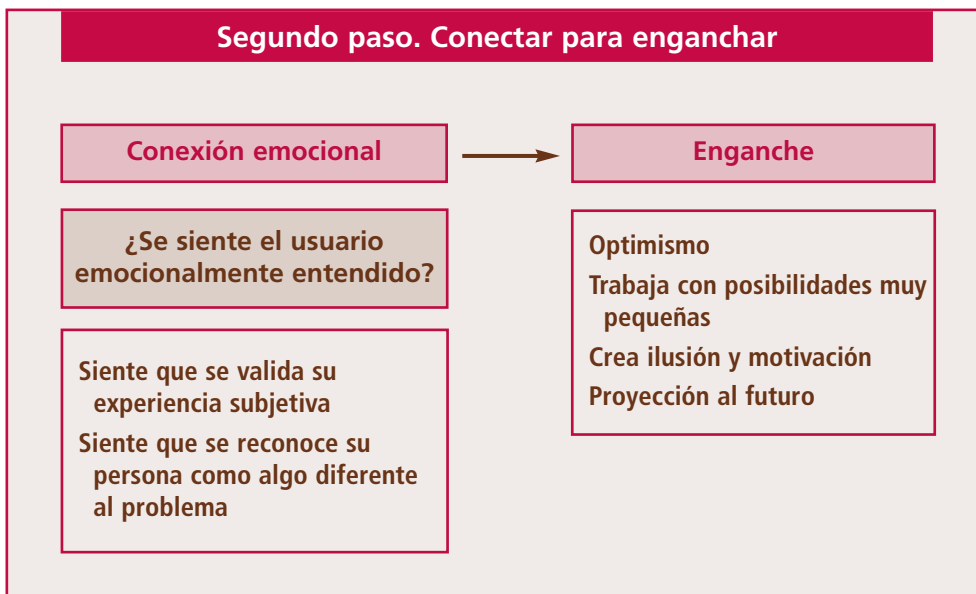 Segundo paso. Conectar para enganchar
Conexión emocional
Enganche
¿Se siente el usuario
emocionalmente entendido?
Siente que se valida su
experiencia subjetiva
Siente que se reconoce su
persona como algo diferente
al problema
Optimismo
Trabaja con posibilidades muy
pequeñas
Crea ilusión y motivación
Proyección al futuro